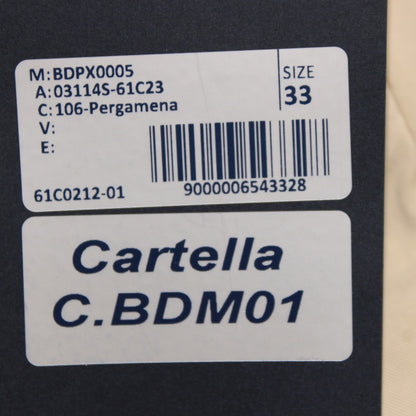 M:BDPX0005
A:03114S-61C23
C:106-Pergamena
V:
E:
SIZE
33
61C0212-01
9000006543328
Cartella
C.BDM01